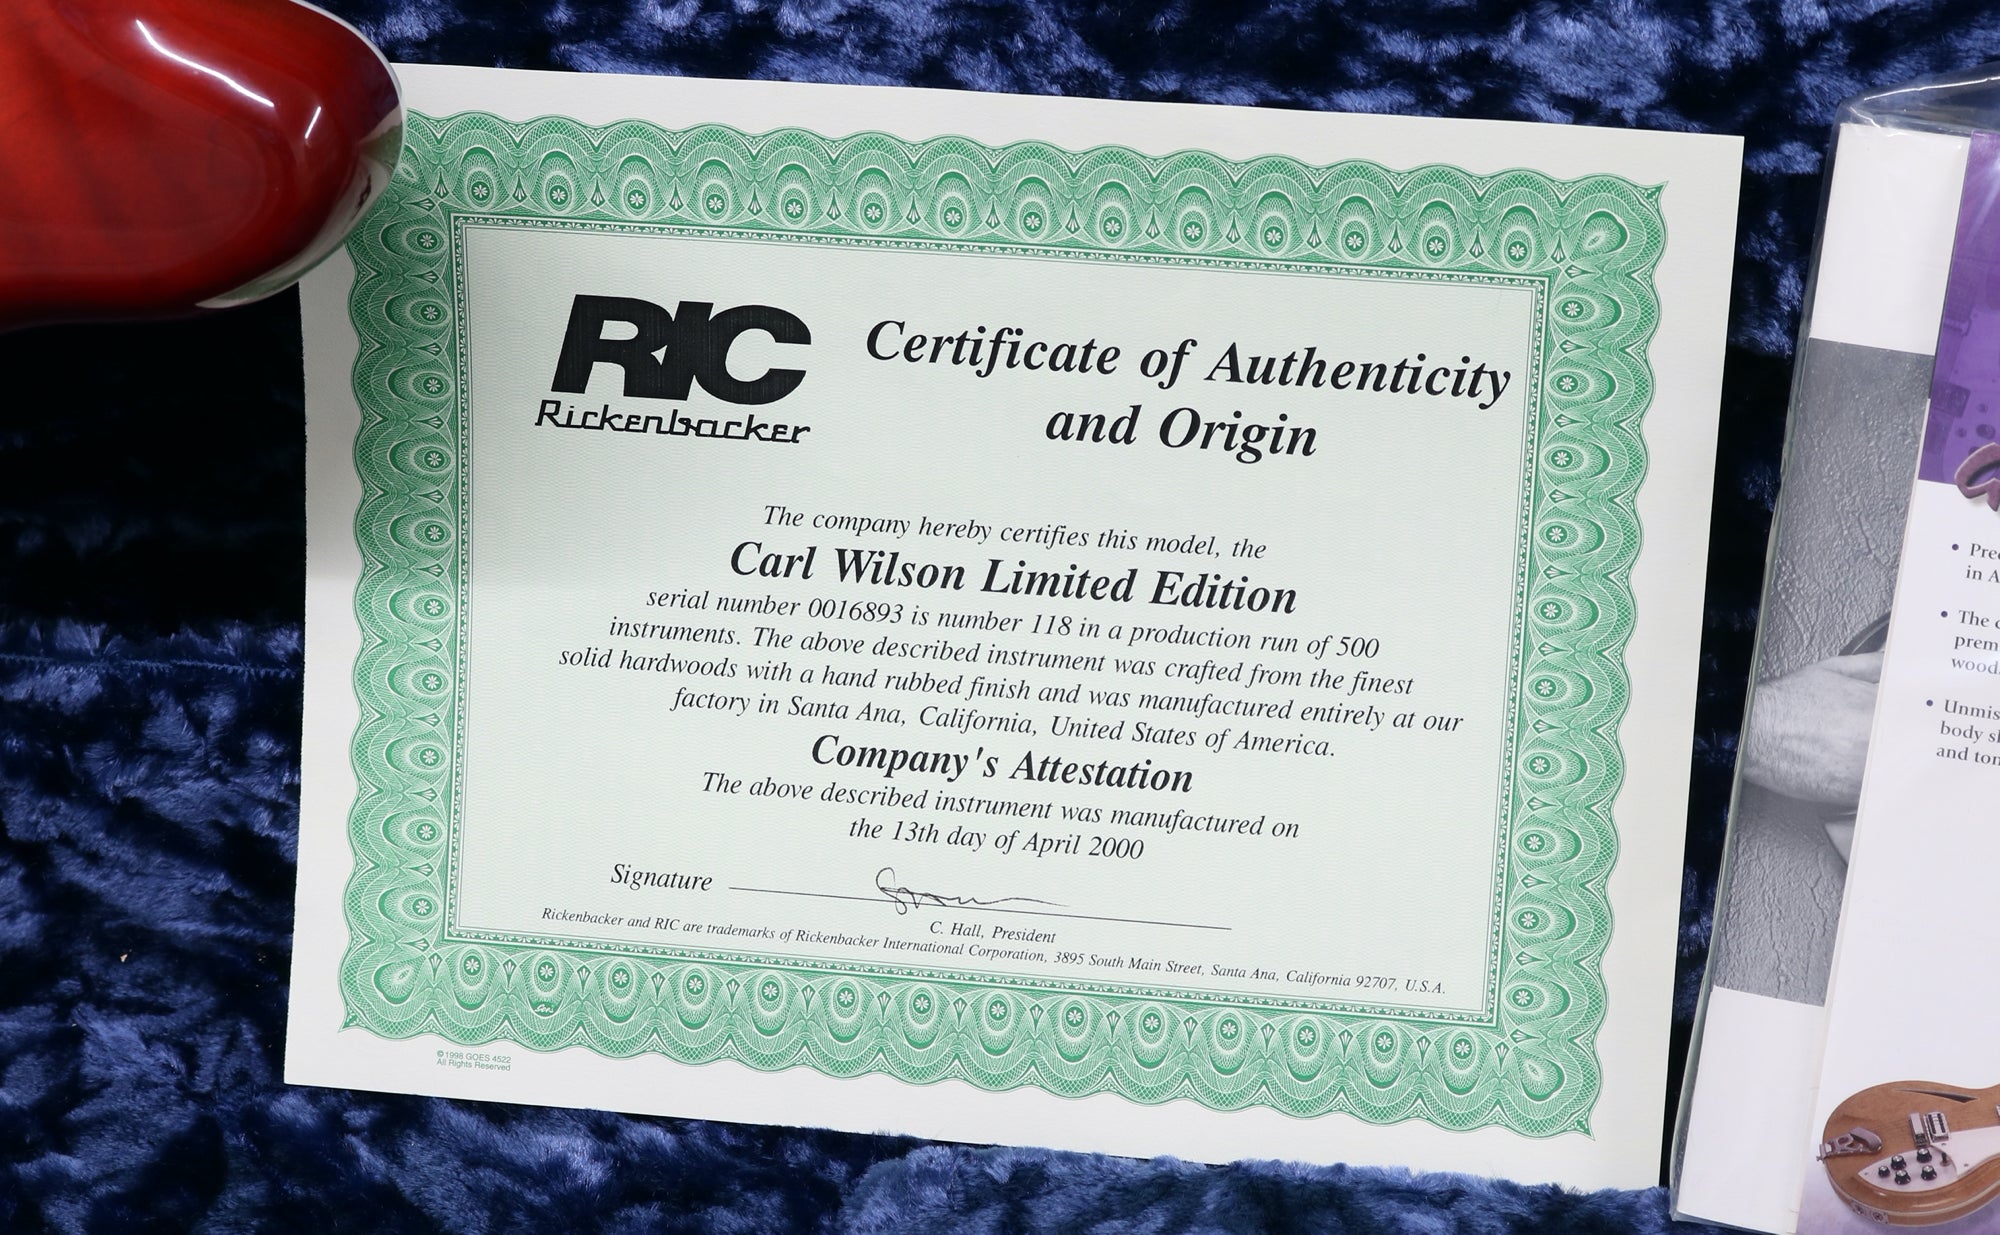 RIC
Rickenbacker
Certificate of Authenticity
and Origin
The company hereby certifies this model, the
Carl Wilson Limited Edition
serial number 0016893 is number 118 in a production run of 500
instruments. The above described instrument was crafted from the finest
solid hardwoods with a hand rubbed finish and was manufactured entirely at our
factory in Santa Ana, California, United States of America.
Company's Attestation
The above described instrument was manufactured on
the 13th day of April 2000
Signature
C. Hall, President
Rickenbacker and RIC are trademarks of Rickenbacker International Corporation, 3895 South Main Street, Santa Ana, California 92707, U.S.A.
© 1998 GOES 4522
All Rights Reserved
• 
in
• The
• 
body
and